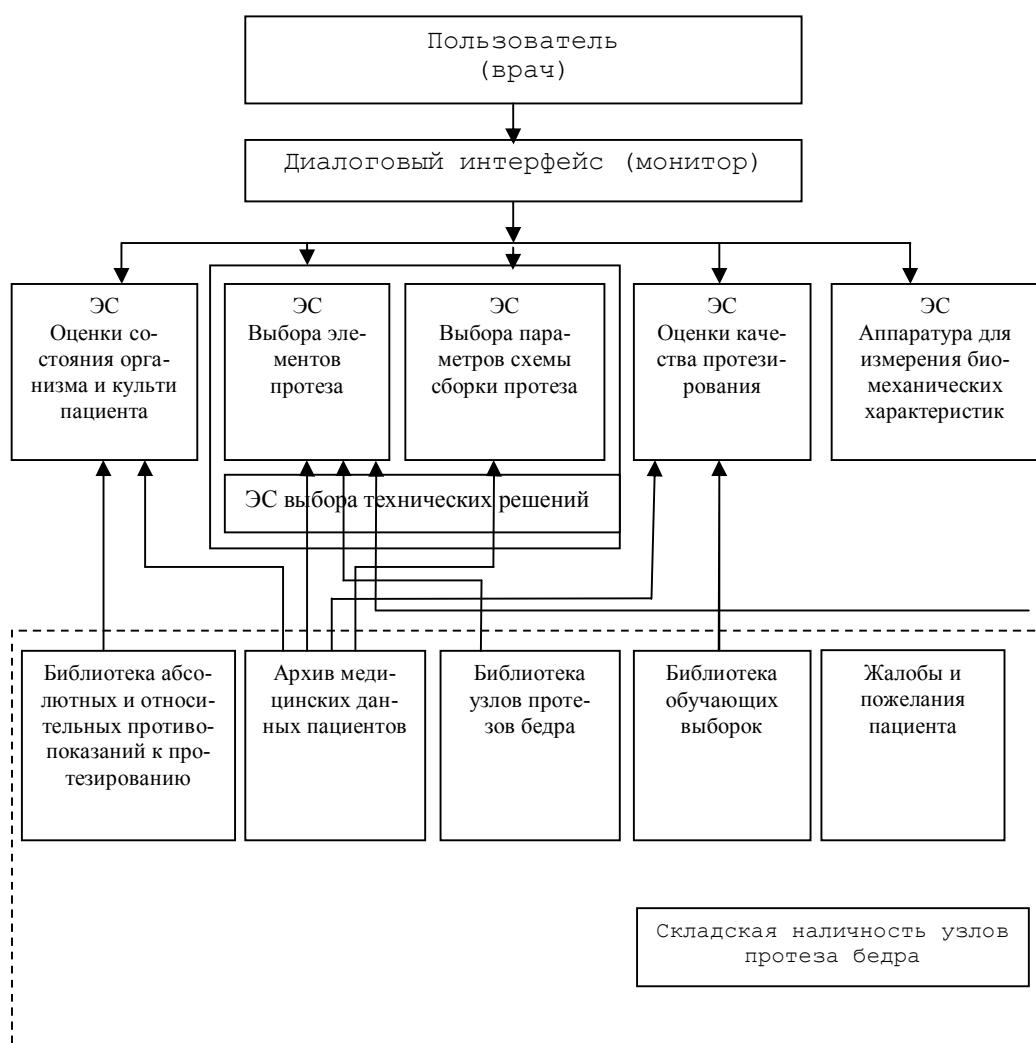 Пользователь
(врач)
Диалоговый интерфейс (монитор)
ЭС
Оценки со-
стояния орга-
низма и культи
пациента
ЭС
Выбора эле-
ментов
протеза
ЭС
Выбора пара-
метров схемы
сборки протеза
ЭС
Оценки каче-
ства протези-
рования
ЭС
Аппаратура для
измерения био-
механических
характеристик
ЭС выбора технических решений
Библиотека абсо-
лютных и относи-
тельных противо-
показаний к про-
тезированию
Архив меди-
цинских дан-
ных пациентов
Библиотека
узлов проте-
зов бедра
Библиотека
обучающих
выборок
Жалобы и
пожелания
пациента
Складская наличность узлов
протеза бедра